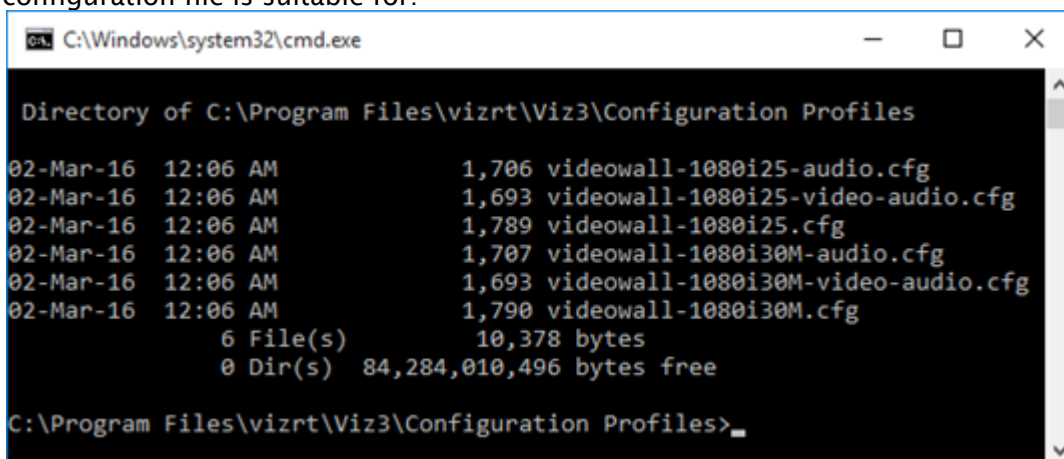 configuration file is suitable for.
C:\Windows\system32\cmd.exe
Directory of C:\Program Files\vizrt\Viz3\Configuration Profiles
02-Mar-16 12:06 AM 1,706 videowall-1080i25-audio.cfg
02-Mar-16 12:06 AM 1,693 videowall-1080i25-video-audio.cfg
02-Mar-16 12:06 AM 1,789 videowall-1080i25.cfg
02-Mar-16 12:06 AM 1,707 videowall-1080i30M-audio.cfg
02-Mar-16 12:06 AM 1,693 videowall-1080i30M-video-audio.cfg
02-Mar-16 12:06 AM 1,790 videowall-1080i30M.cfg
6 File(s) 10,378 bytes
0 Dir(s) 84,284,010,496 bytes free
C:\Program Files\vizrt\Viz3\Configuration Profiles>_